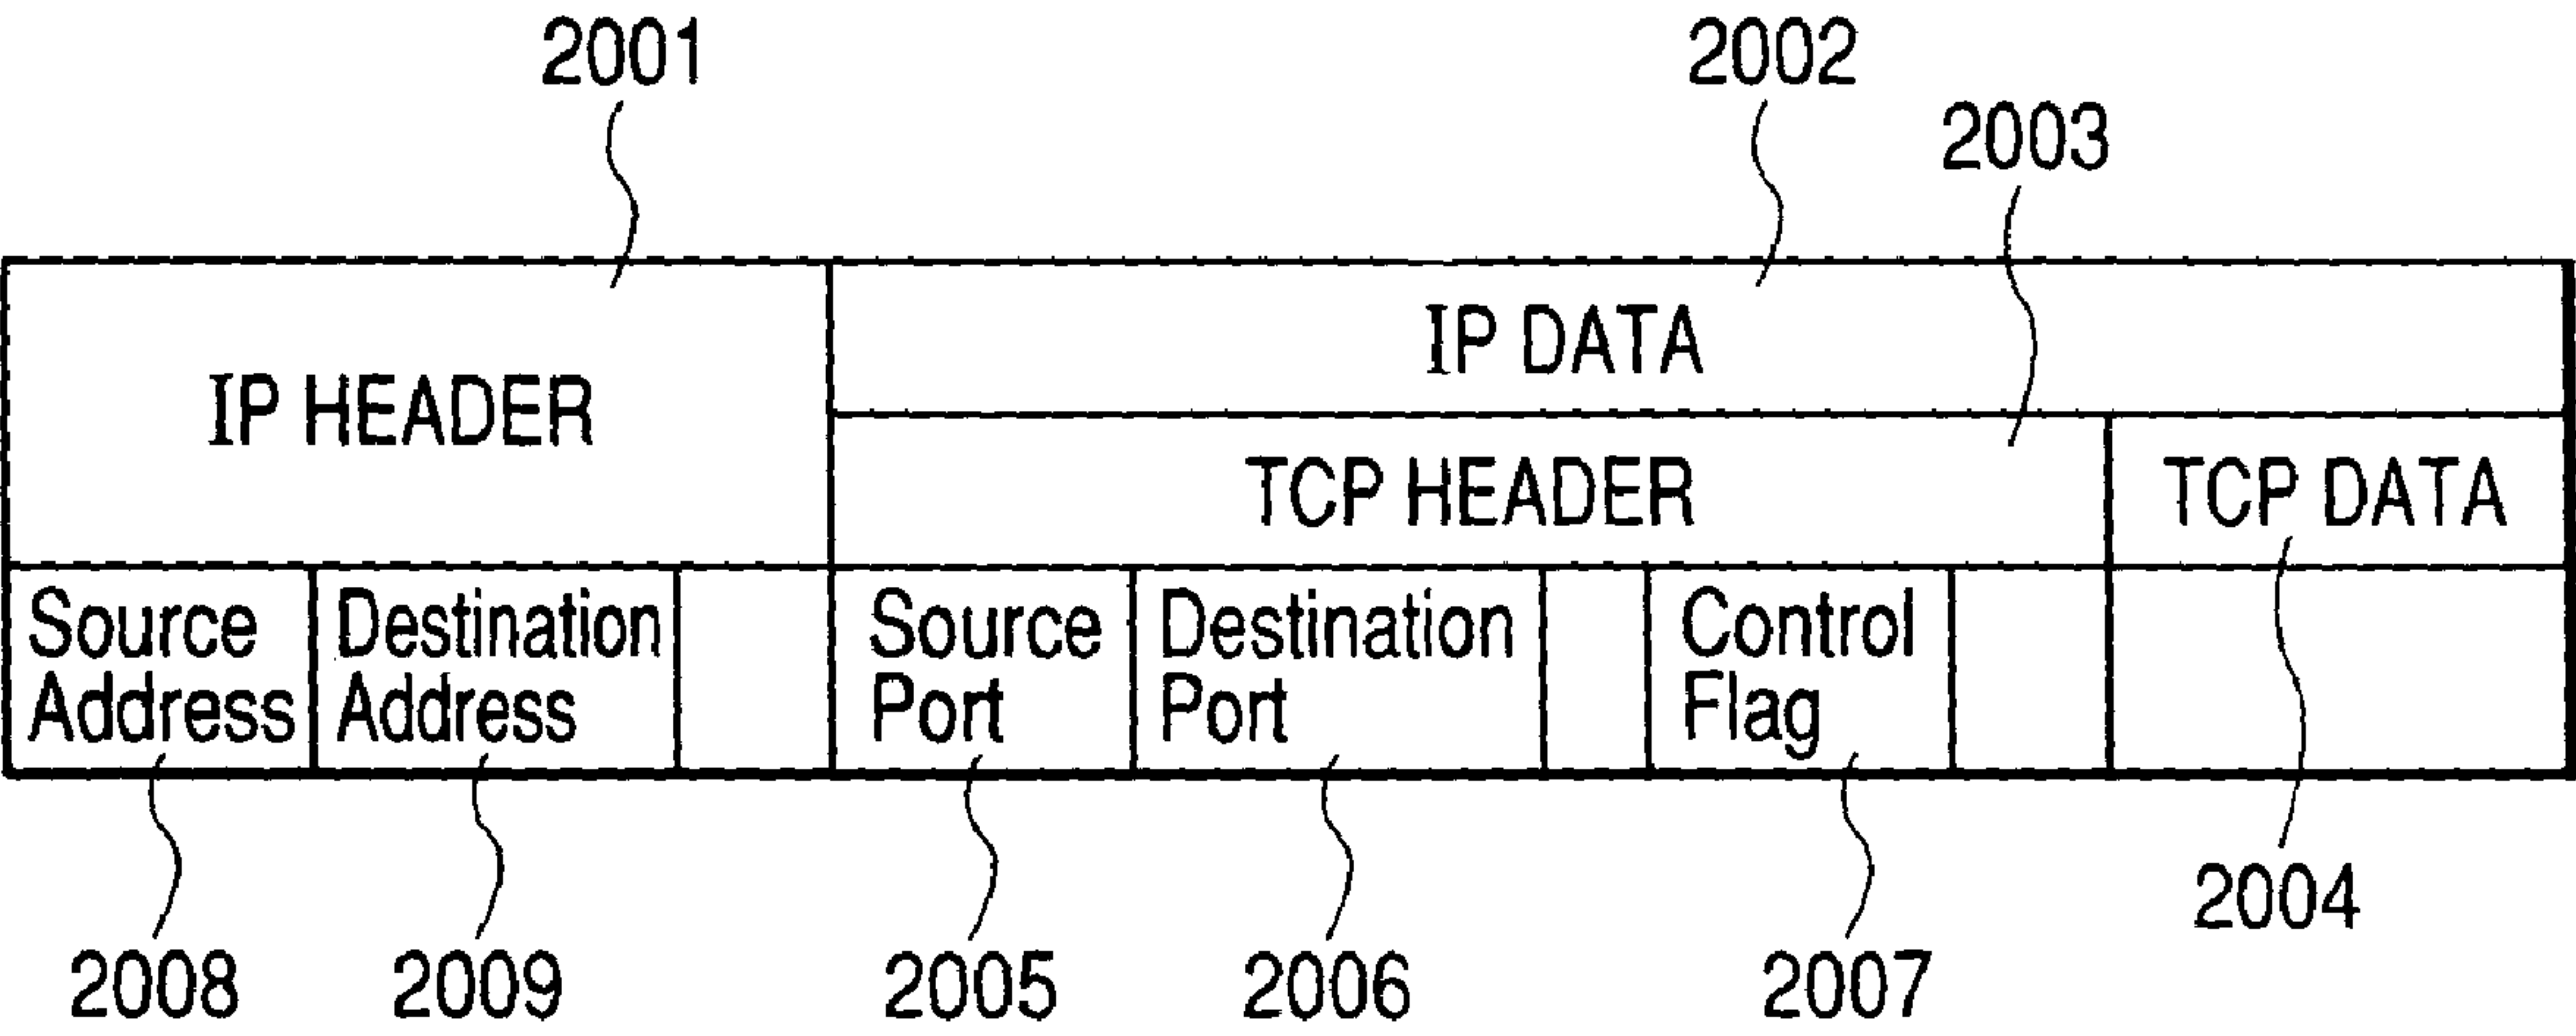 2001
2002
2003
IP HEADER
IP DATA
TCP HEADER
TCP DATA
Source
Address
Destination
Address
Source
Port
Destination
Port
Control
Flag
2004
2008
2009
2005
2006
2007